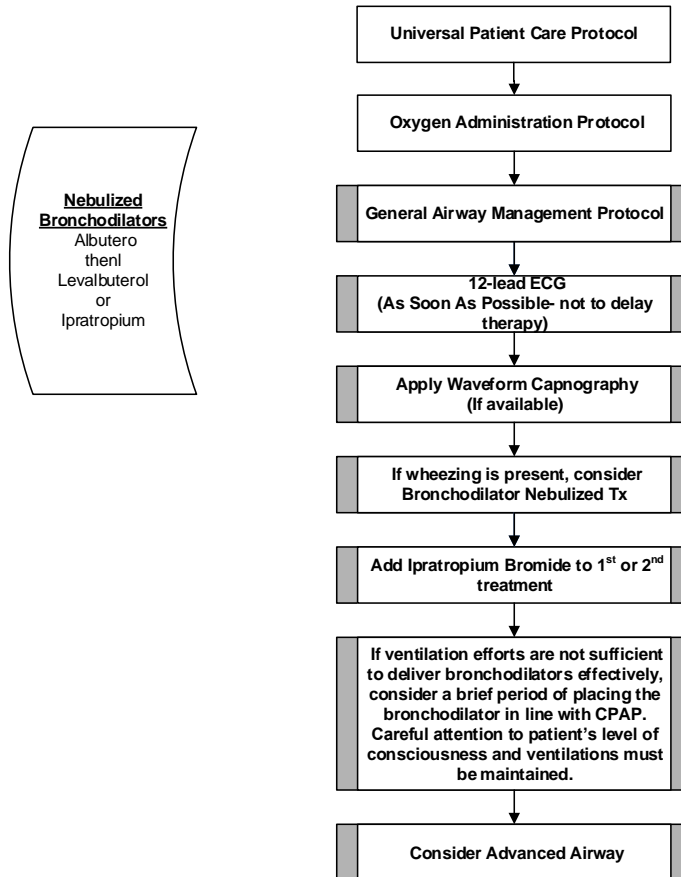 Universal Patient Care Protocol
Oxygen Administration Protocol
Nebulized
Bronchodilators
Albutero
thenl
Levalbuterol
or
Ipratropium
General Airway Management Protocol
12-lead ECG
(As Soon As Possible- not to delay
therapy)
Apply Waveform Capnography
(If available)
If wheezing is present, consider
Bronchodilator Nebulized Tx
Add Ipratropium Bromide to 1st or 2nd
treatment
If ventilation efforts are not sufficient
to deliver bronchodilators effectively,
consider a brief period of placing the
bronchodilator in line with CPAP.
Careful attention to patient’s level of
consciousness and ventilations must
be maintained.
Consider Advanced Airway